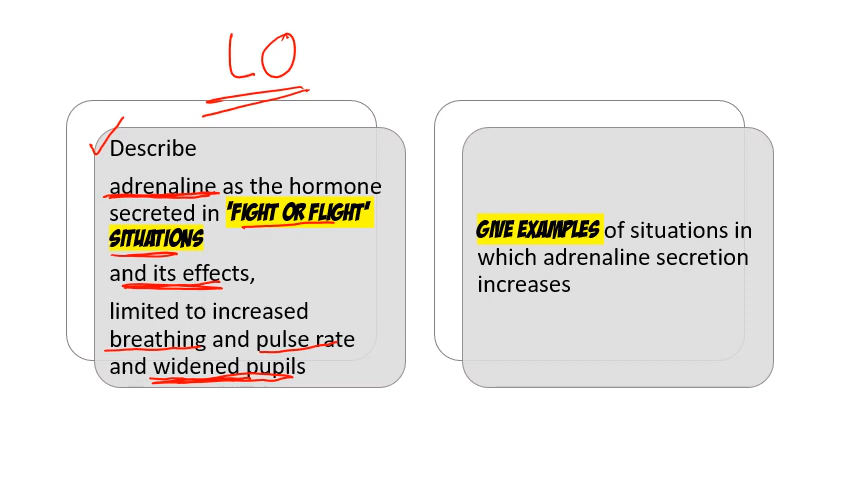 LO
Describe
adrenaline as the hormone
secreted in 'FIGHT OR FLIGHT'
SITUATIONS
and its effects,
limited to increased
breathing and pulse rate
and widened pupils
GIVE EXAMPLES of situations in
which adrenaline secretion
increases